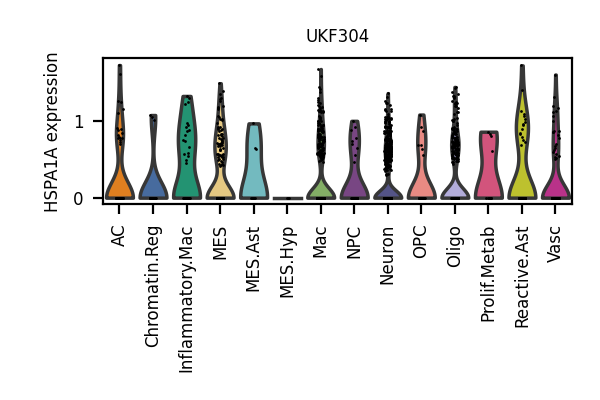 UKF304
HSPA1A expression
1
0
AC
Chromatin.Reg
Inflammatory.Mac
MES
MES.Ast
MES.Hyp
Mac
NPC
Neuron
OPC
Oligo
Prolif.Metab
Reactive.Ast
Vasc